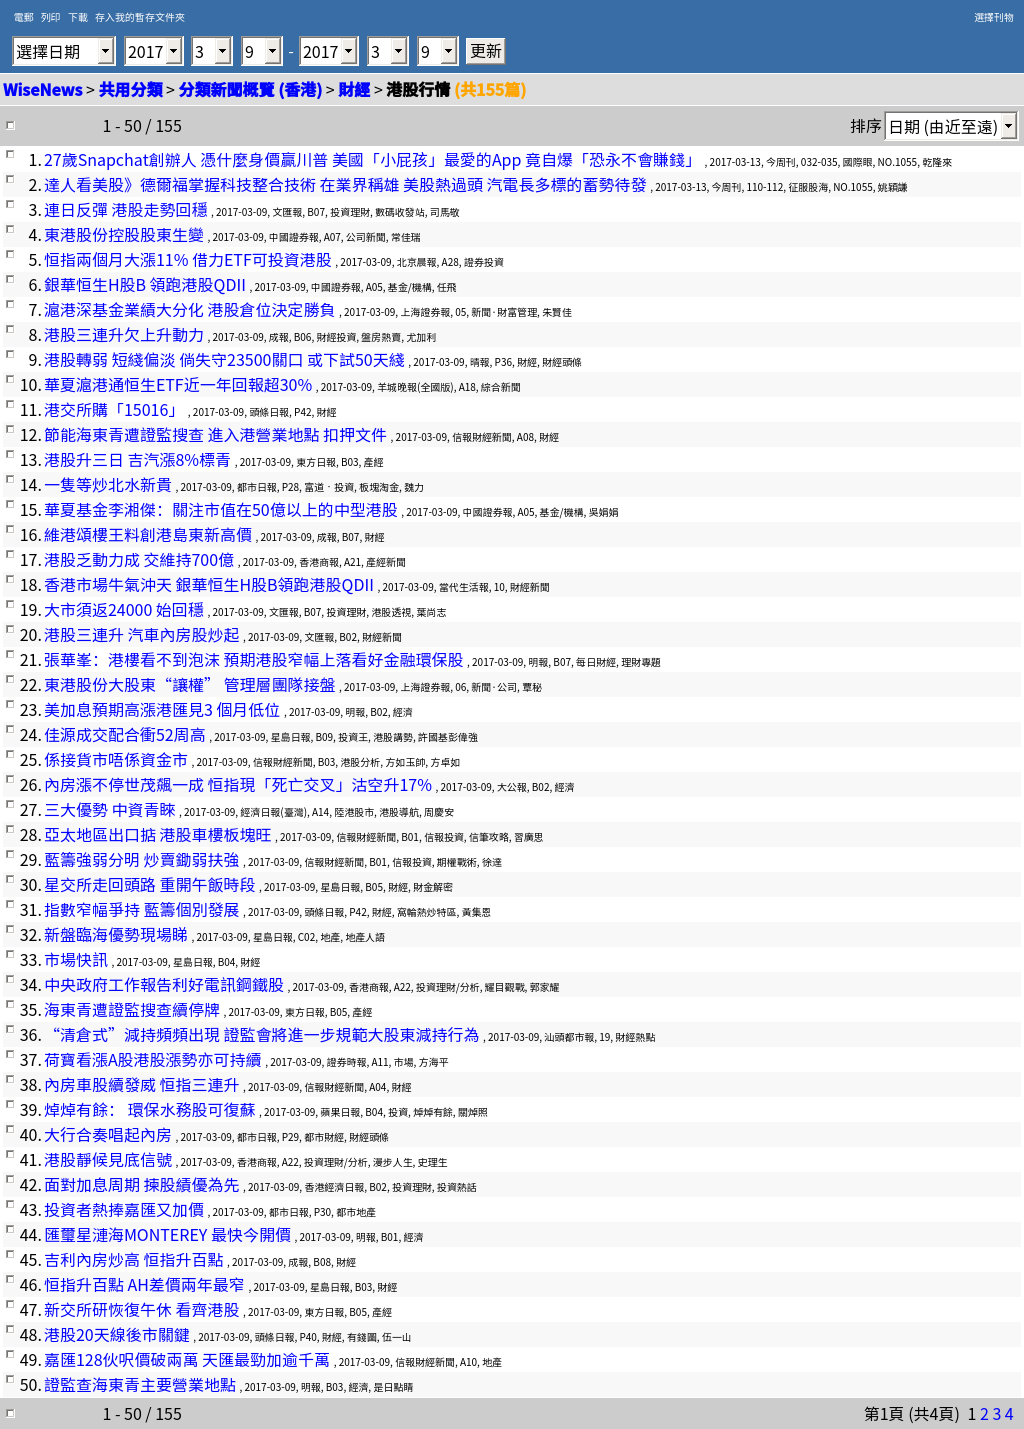 電郵 列印 下載 存入我的暫存文件夾 選擇刊物
選擇日期 2017 3 9 - 2017 3 9 更新
WiseNews > 共用分類 > 分類新聞概覽 (香港) > 財經 > 港股行情 (共155篇)
1 - 50 / 155 排序 日期 (由近至遠)
1. 27歲Snapchat創辦人 憑什麼身價贏川普 美國「小屁孩」最愛的App 竟自爆「恐永不會賺錢」 , 2017-03-13, 今周刊, 032-035, 國際眼, NO.1055, 乾隆來
2. 達人看美股》德爾福掌握科技整合技術 在業界稱雄 美股熱過頭 汽電長多標的蓄勢待發 , 2017-03-13, 今周刊, 110-112, 征服股海, NO.1055, 姚穎謙
3. 連日反彈 港股走勢回穩 , 2017-03-09, 文匯報, B07, 投資理財, 數碼收發站, 司馬敬
4. 東港股份控股股東生變 , 2017-03-09, 中國證券報, A07, 公司新聞, 常佳瑞
5. 恒指兩個月大漲11% 借力ETF可投資港股 , 2017-03-09, 北京晨報, A28, 證券投資
6. 銀華恒生H股B 領跑港股QDII , 2017-03-09, 中國證券報, A05, 基金/機構, 任飛
7. 滬港深基金業績大分化 港股倉位決定勝負 , 2017-03-09, 上海證券報, 05, 新聞·財富管理, 朱賢佳
8. 港股三連升欠上升動力 , 2017-03-09, 成報, B06, 財經投資, 盤房熱賣, 尤加利
9. 港股轉弱 短綫偏淡 倘失守23500關口 或下試50天綫 , 2017-03-09, 晴報, P36, 財經, 財經頭條
10. 華夏滬港通恒生ETF近一年回報超30% , 2017-03-09, 羊城晚報(全國版), A18, 綜合新聞
11. 港交所購「15016」 , 2017-03-09, 頭條日報, P42, 財經
12. 節能海東青遭證監搜查 進入港營業地點 扣押文件 , 2017-03-09, 信報財經新聞, A08, 財經
13. 港股升三日 吉汽漲8%標青 , 2017-03-09, 東方日報, B03, 產經
14. 一隻等炒北水新貴 , 2017-03-09, 都市日報, P28, 富道．投資, 板塊淘金, 魏力
15. 華夏基金李湘傑：關注市值在50億以上的中型港股 , 2017-03-09, 中國證券報, A05, 基金/機構, 吳娟娟
16. 維港頌樓王料創港島東新高價 , 2017-03-09, 成報, B07, 財經
17. 港股乏動力成 交維持700億 , 2017-03-09, 香港商報, A21, 產經新聞
18. 香港市場牛氣沖天 銀華恒生H股B領跑港股QDII , 2017-03-09, 當代生活報, 10, 財經新聞
19. 大市須返24000 始回穩 , 2017-03-09, 文匯報, B07, 投資理財, 港股透視, 葉尚志
20. 港股三連升 汽車內房股炒起 , 2017-03-09, 文匯報, B02, 財經新聞
21. 張華峯：港樓看不到泡沫 預期港股窄幅上落看好金融環保股 , 2017-03-09, 明報, B07, 每日財經, 理財專題
22. 東港股份大股東“讓權” 管理層團隊接盤 , 2017-03-09, 上海證券報, 06, 新聞·公司, 覃秘
23. 美加息預期高漲港匯見3 個月低位 , 2017-03-09, 明報, B02, 經濟
24. 佳源成交配合衝52周高 , 2017-03-09, 星島日報, B09, 投資王, 港股講勢, 許國基彭偉強
25. 係接貨市唔係資金市 , 2017-03-09, 信報財經新聞, B03, 港股分析, 方如玉帥, 方卓如
26. 內房漲不停世茂飆一成 恒指現「死亡交叉」沽空升17% , 2017-03-09, 大公報, B02, 經濟
27. 三大優勢 中資青睞 , 2017-03-09, 經濟日報(臺灣), A14, 陸港股市, 港股導航, 周慶安
28. 亞太地區出口掂 港股車樓板塊旺 , 2017-03-09, 信報財經新聞, B01, 信報投資, 信筆攻略, 習廣思
29. 藍籌強弱分明 炒賣鋤弱扶強 , 2017-03-09, 信報財經新聞, B01, 信報投資, 期權戰術, 徐達
30. 星交所走回頭路 重開午飯時段 , 2017-03-09, 星島日報, B05, 財經, 財金解密
31. 指數窄幅爭持 藍籌個別發展 , 2017-03-09, 頭條日報, P42, 財經, 窩輪熱炒特區, 黃集恩
32. 新盤臨海優勢現場睇 , 2017-03-09, 星島日報, C02, 地產, 地產人語
33. 市場快訊 , 2017-03-09, 星島日報, B04, 財經
34. 中央政府工作報告利好電訊鋼鐵股 , 2017-03-09, 香港商報, A22, 投資理財/分析, 耀目觀戰, 郭家耀
35. 海東青遭證監搜查續停牌 , 2017-03-09, 東方日報, B05, 產經
36. “清倉式”減持頻頻出現 證監會將進一步規範大股東減持行為 , 2017-03-09, 汕頭都市報, 19, 財經熱點
37. 荷寶看漲A股港股漲勢亦可持續 , 2017-03-09, 證券時報, A11, 市場, 方海平
38. 內房車股續發威 恒指三連升 , 2017-03-09, 信報財經新聞, A04, 財經
39. 焯焯有餘： 環保水務股可復蘇 , 2017-03-09, 蘋果日報, B04, 投資, 焯焯有餘, 關焯照
40. 大行合奏唱起內房 , 2017-03-09, 都市日報, P29, 都市財經, 財經頭條
41. 港股靜候見底信號 , 2017-03-09, 香港商報, A22, 投資理財/分析, 漫步人生, 史理生
42. 面對加息周期 揀股績優為先 , 2017-03-09, 香港經濟日報, B02, 投資理財, 投資熱話
43. 投資者熱捧嘉匯又加價 , 2017-03-09, 都市日報, P30, 都市地產
44. 匯璽星漣海MONTEREY 最快今開價 , 2017-03-09, 明報, B01, 經濟
45. 吉利內房炒高 恒指升百點 , 2017-03-09, 成報, B08, 財經
46. 恒指升百點 AH差價兩年最窄 , 2017-03-09, 星島日報, B03, 財經
47. 新交所研恢復午休 看齊港股 , 2017-03-09, 東方日報, B05, 產經
48. 港股20天線後市關鍵 , 2017-03-09, 頭條日報, P40, 財經, 有錢圖, 伍一山
49. 嘉匯128伙呎價破兩萬 天匯最勁加逾千萬 , 2017-03-09, 信報財經新聞, A10, 地產
50. 證監查海東青主要營業地點 , 2017-03-09, 明報, B03, 經濟, 是日點睛
1 - 50 / 155 第1頁 (共4頁) 1 2 3 4